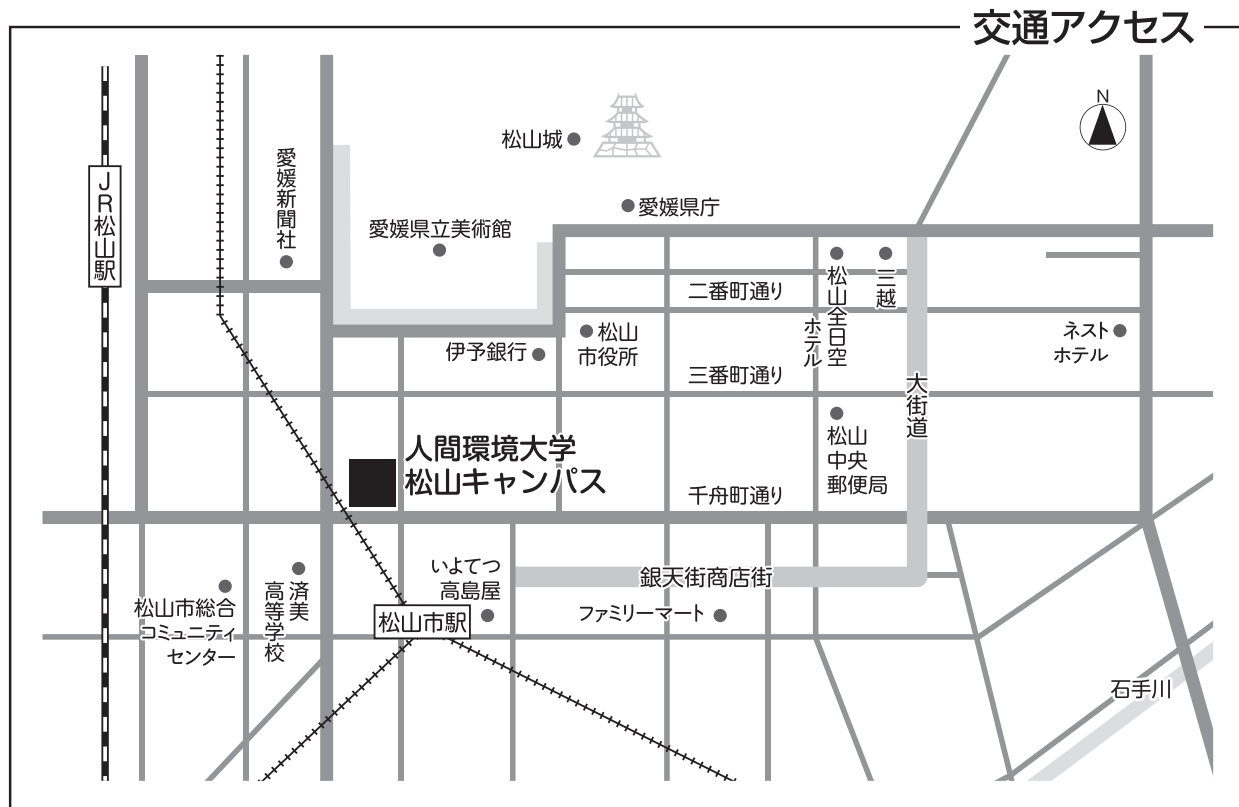 交通アクセス
N
松山城
愛媛新聞社
JR松山駅
愛媛県庁
愛媛県立美術館
二番町通り
松山全日空
ホテル
三越
伊予銀行
松山
市役所
ネスト
ホテル
三番町通り
大街道
松山
中央
郵便局
人間環境大学
松山キャンパス
千舟町通り
いよてつ
高島屋
銀天街商店街
済美
高等学校
松山市総合
コミュニティ
センター
松山市駅
ファミリーマート
石手川